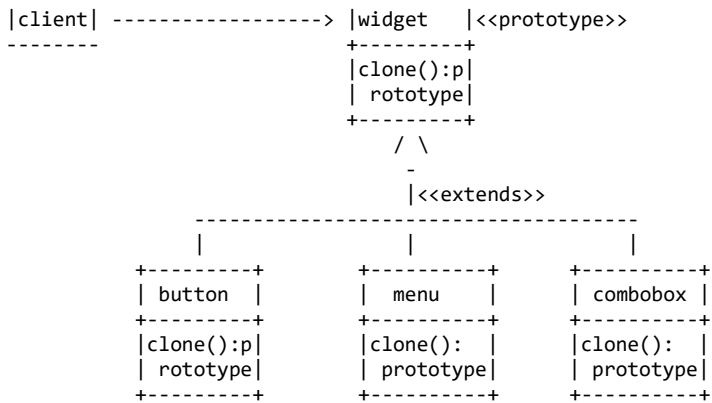 |client| ------------------> |widget   |<<prototype>>
--------                     +---------+
                             |clone():p|
                             | rototype|
                             +---------+
                                 / \
                                  -
                                  |<<extends>>
                --------------------------------------
                |                 |                  |
           +---------+        +----------+      +----------+
           | button  |        |  menu    |      | combobox |
           +---------+        +----------+      +----------+
           |clone():p|        |clone():  |      |clone():  |
           | rototype|        | prototype|      | prototype|
           +---------+        +----------+      +----------+